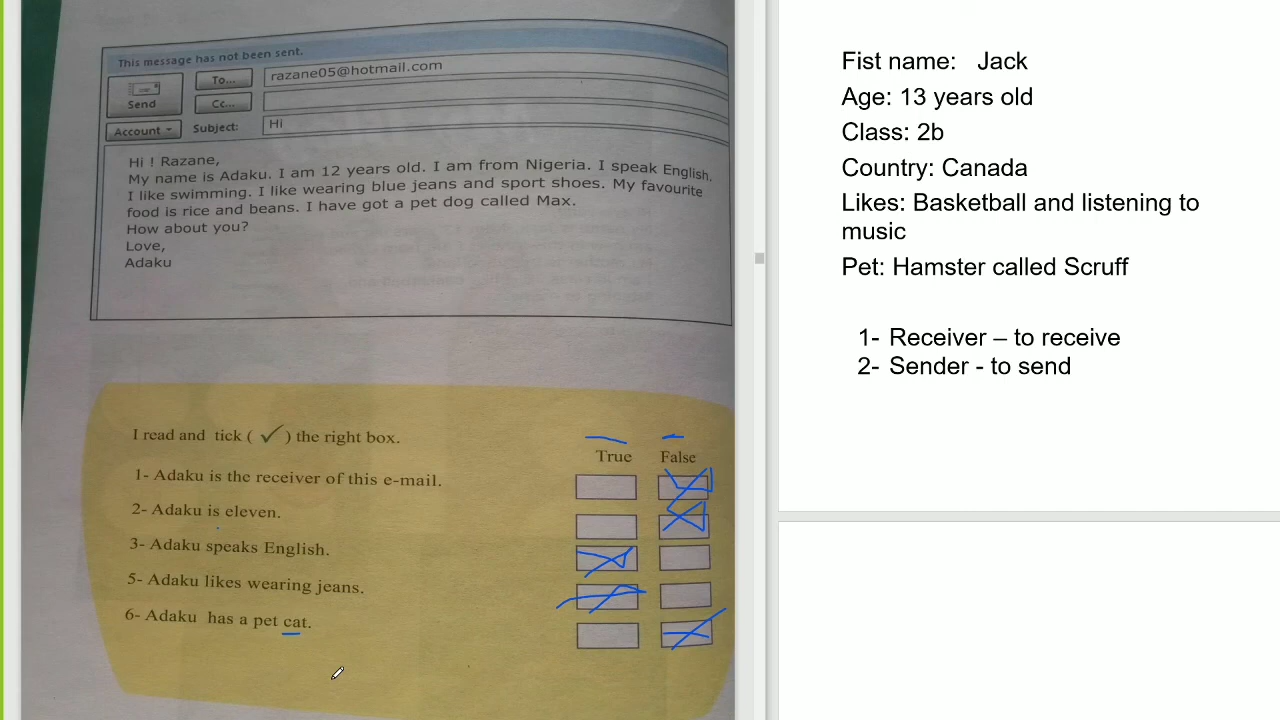 This message has not been sent.
Send
To...
razane05@hotmail.com
Cc...
Account
Subject:
Hi
Hi ! Razane,
My name is Adaku. I am 12 years old. I am from Nigeria. I speak English.
I like swimming. I like wearing blue jeans and sport shoes. My favourite
food is rice and beans. I have got a pet dog called Max.
How about you?
Love,
Adaku
I read and tick ( ✓ ) the right box.
True False
1- Adaku is the receiver of this e-mail.
2- Adaku is eleven.
3- Adaku speaks English.
5- Adaku likes wearing jeans.
6- Adaku has a pet cat.
Fist name: Jack
Age: 13 years old
Class: 2b
Country: Canada
Likes: Basketball and listening to
music
Pet: Hamster called Scruff
1- Receiver – to receive
2- Sender - to send